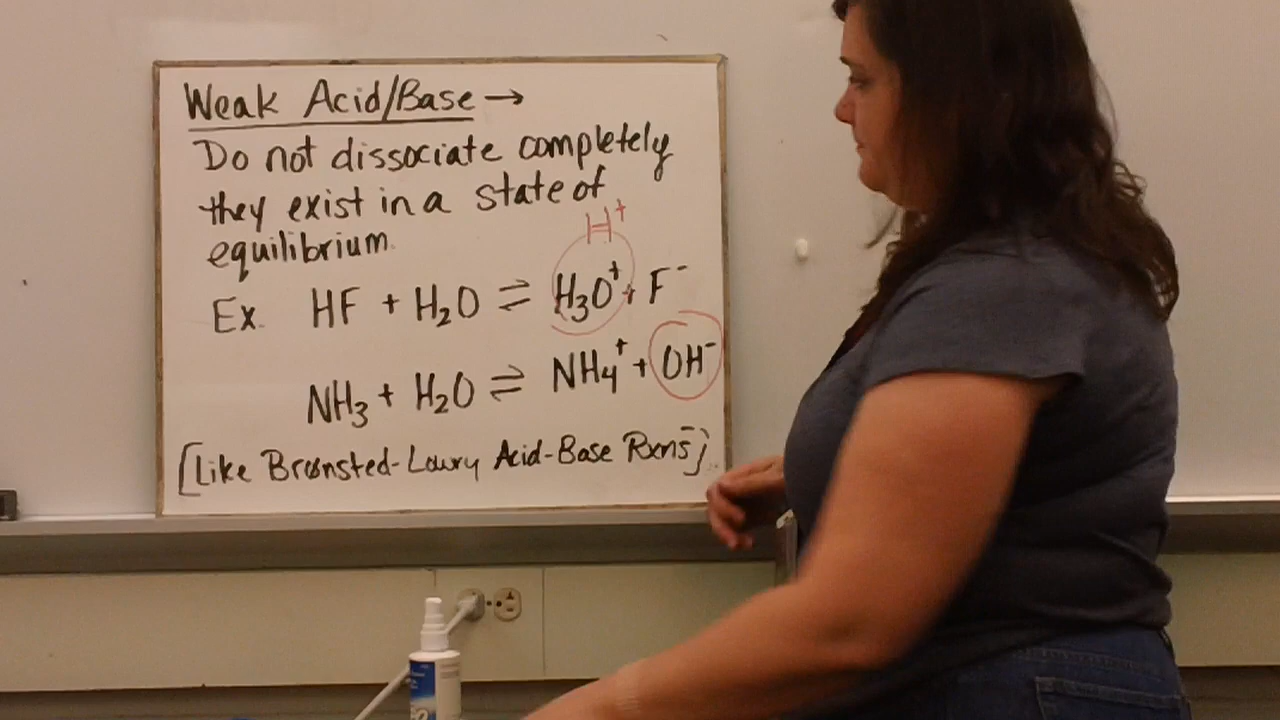 Weak Acid/Base →
Do not dissociate completely
they exist in a state of
equilibrium.
H⁺
Ex. HF + H₂O ⇌ H₃O⁺ + F⁻
NH₃ + H₂O ⇌ NH₄⁺ + OH⁻
[Like Brønsted-Lowry Acid-Base Rxns]